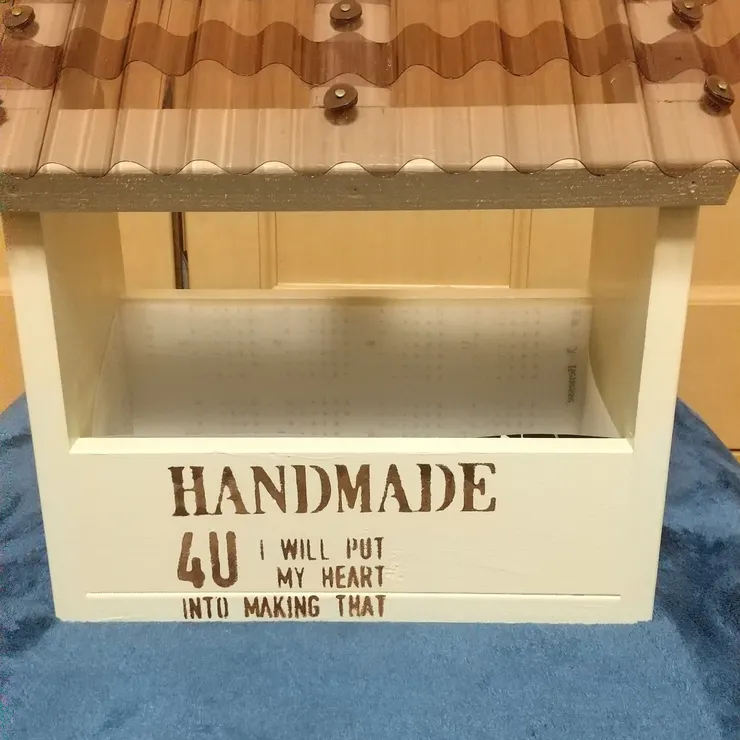 HANDMADE
4U I WILL PUT
MY HEART
INTO MAKING THAT